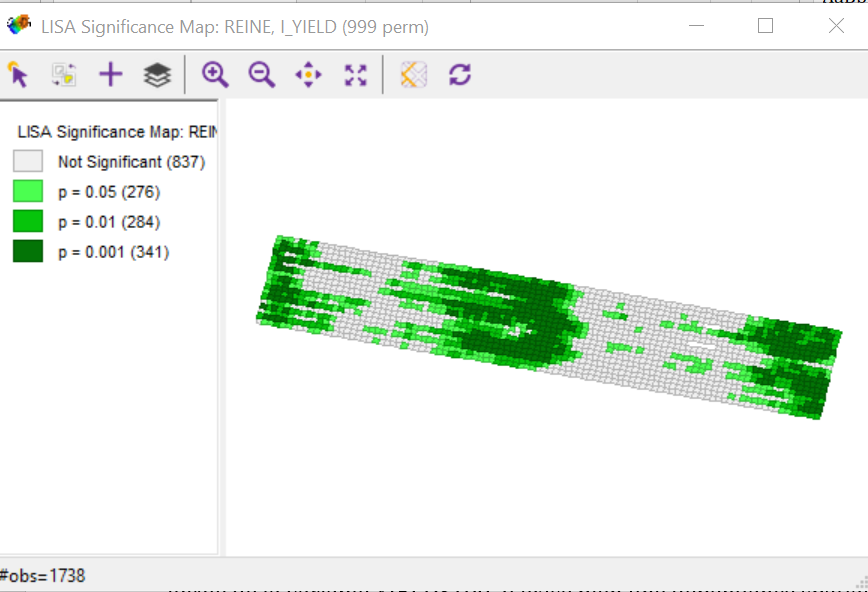 LISA Significance Map: REINE, I_YIELD (999 perm)
LISA Significance Map: REIN
Not Significant (837)
p = 0.05 (276)
p = 0.01 (284)
p = 0.001 (341)
#obs=1738